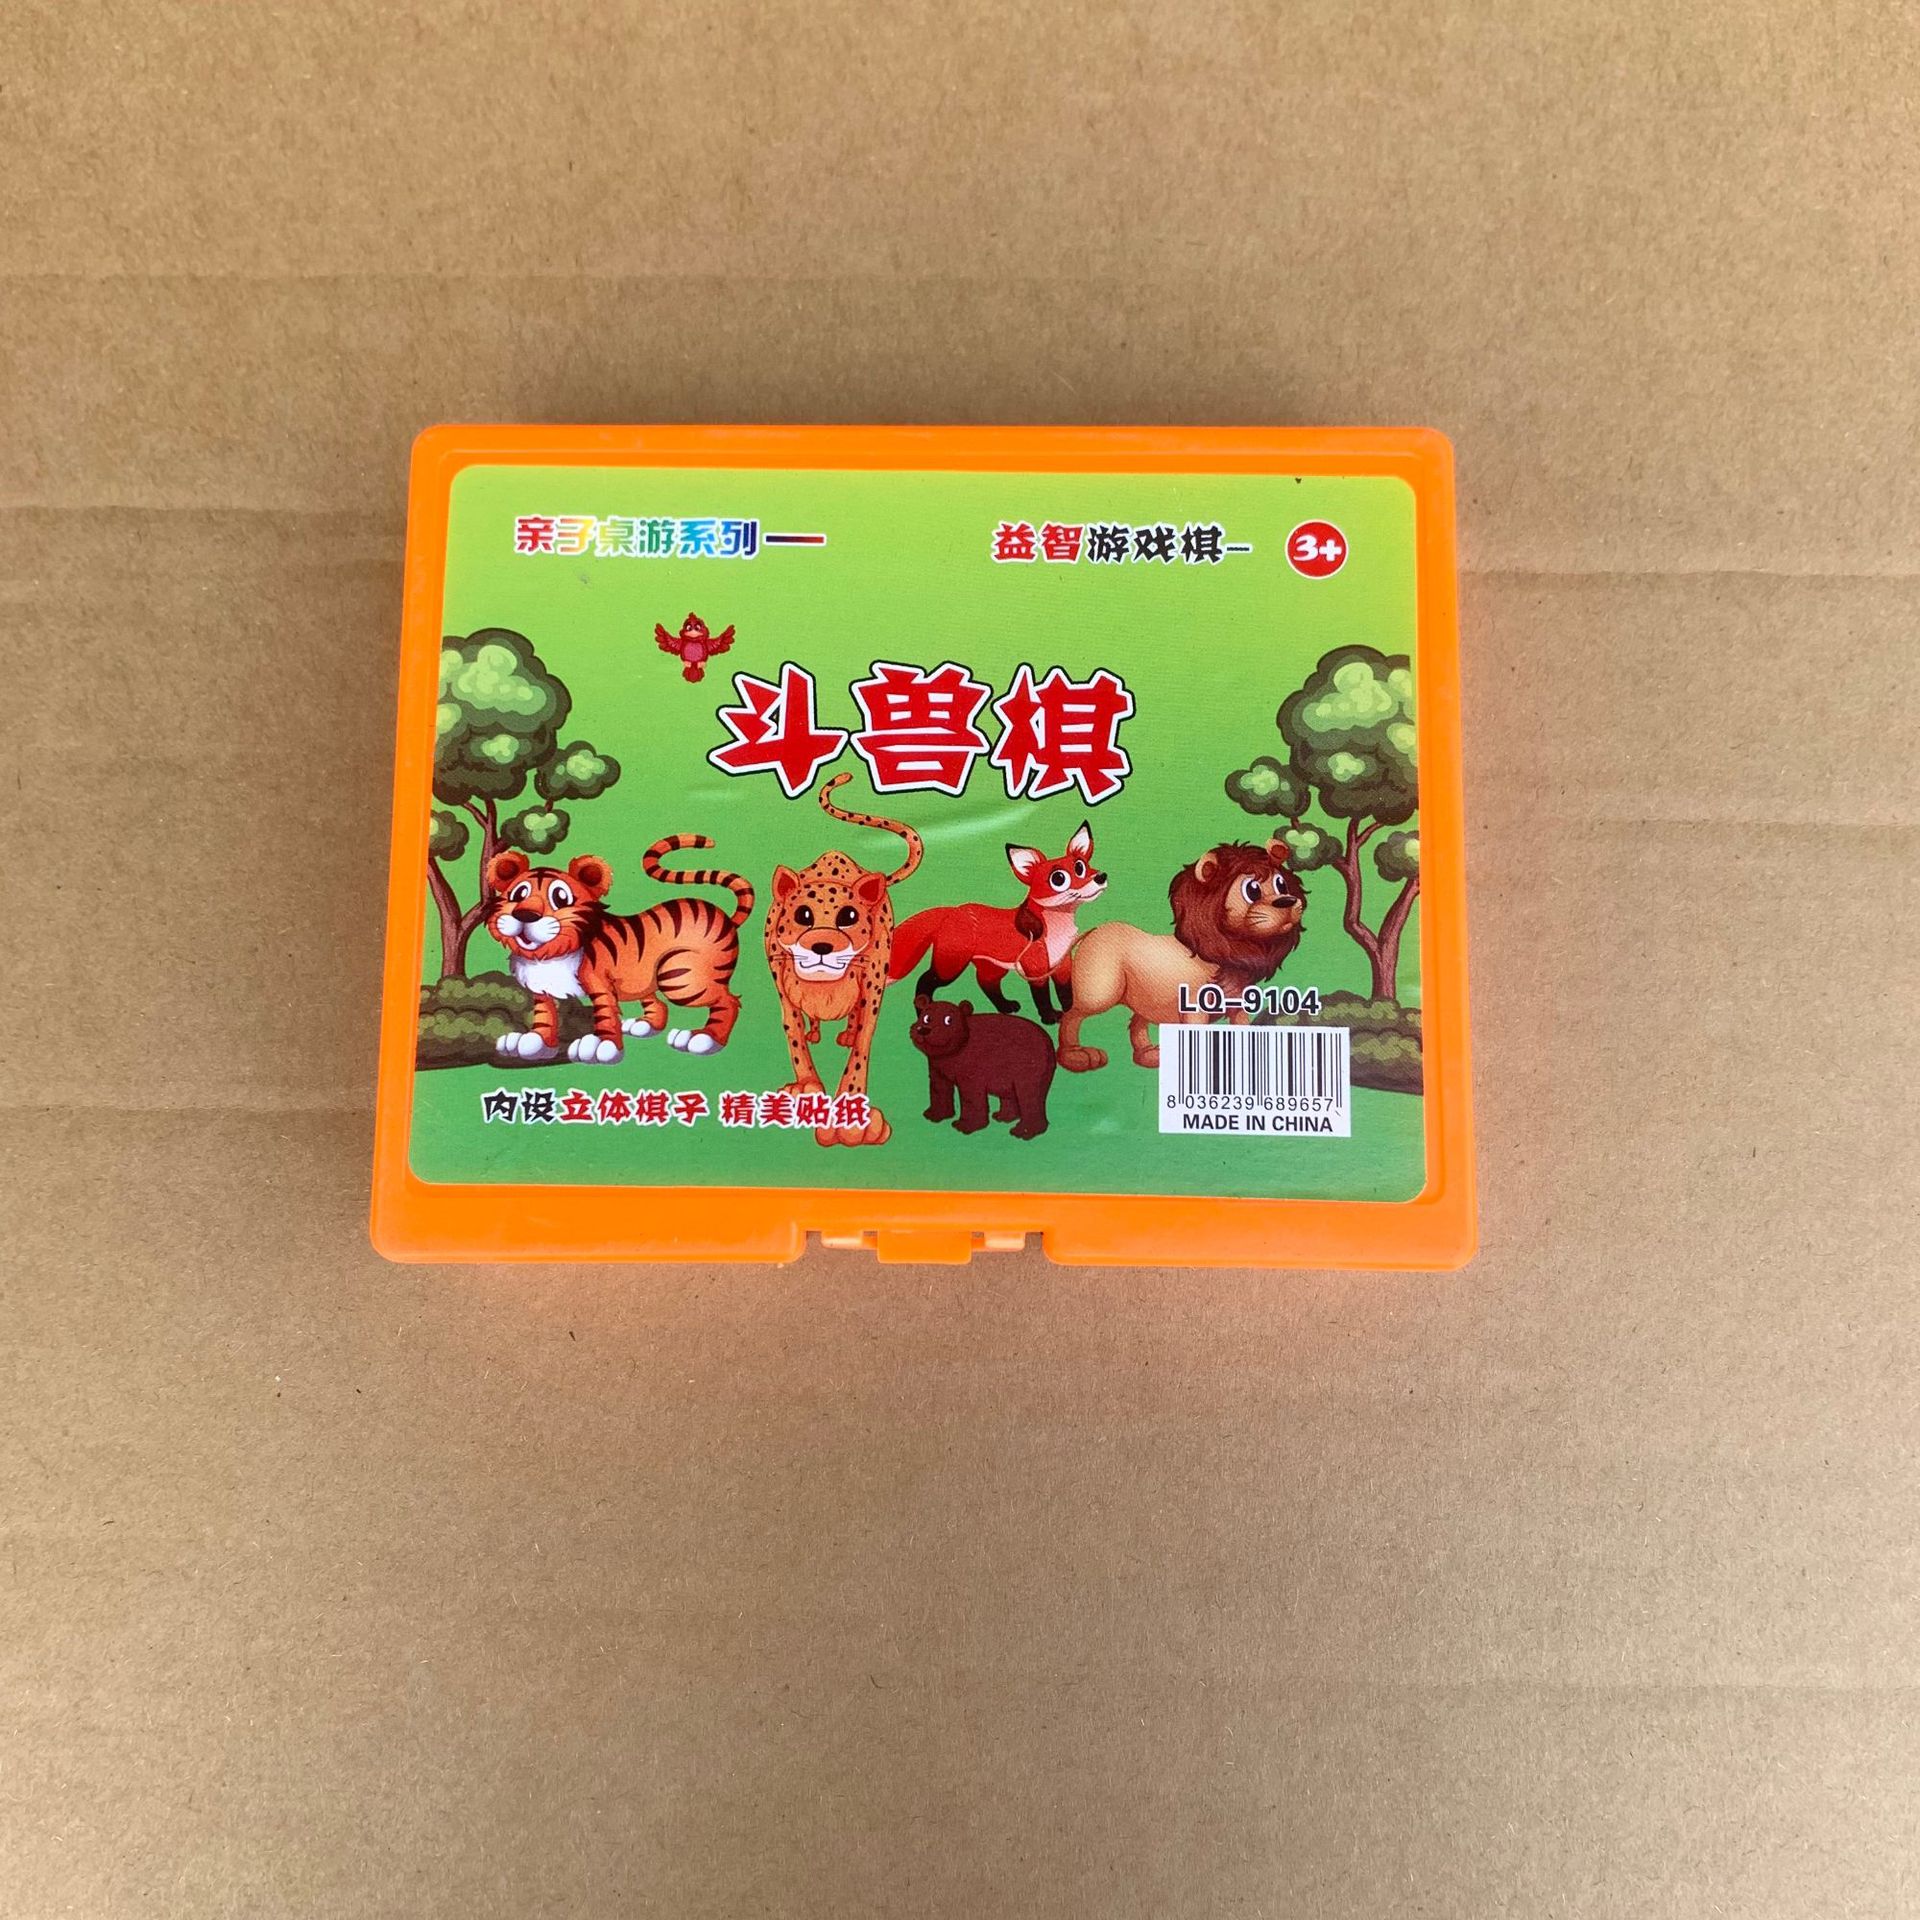 亲子桌游系列—
益智游戏棋– 3+
斗兽棋
LQ-9104
内设立体棋子 精美贴纸
8 036239 689657
MADE IN CHINA